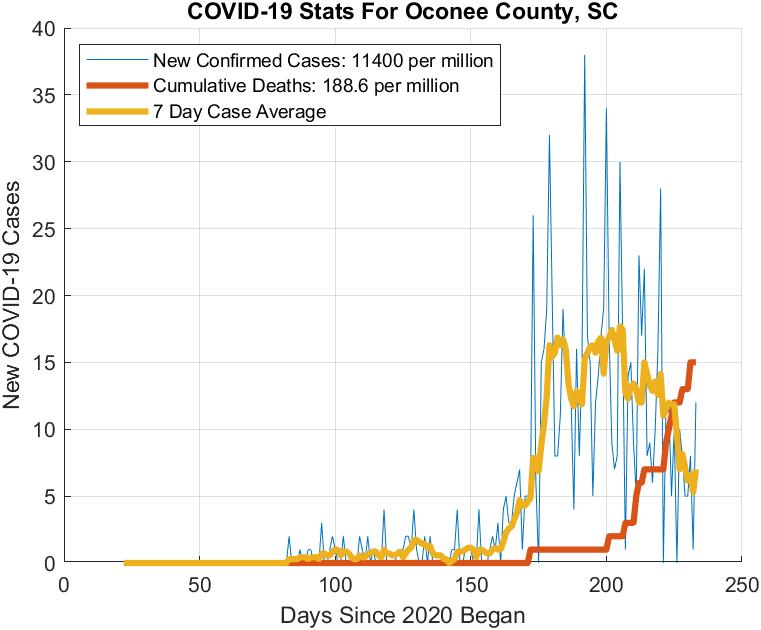 COVID-19 Stats For Oconee County, SC
New Confirmed Cases: 11400 per million
Cumulative Deaths: 188.6 per million
7 Day Case Average
New COVID-19 Cases
40
35
30
25
20
15
10
5
0
0 50 100 150 200 250
Days Since 2020 Began